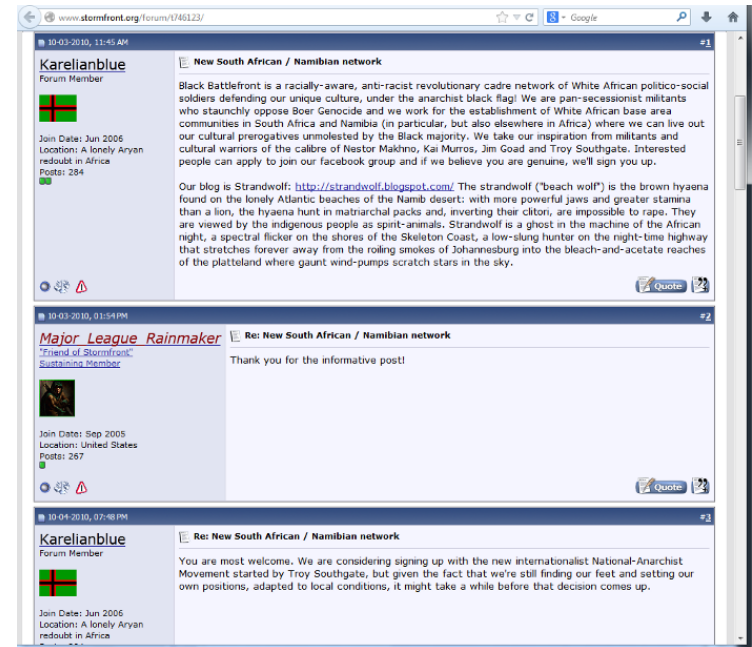 www.stormfront.org/forum/t746123/
Google
10-03-2010, 11:45 AM
#1
Karelianblue
Forum Member
Join Date: Jun 2006
Location: A lonely Aryan
redoubt in Africa
Posts: 284
New South African / Namibian network
Black Battlefront is a racially-aware, anti-racist revolutionary cadre network of White African politico-social
soldiers defending our unique culture, under the anarchist black flag! We are pan-secessionist militants
who staunchly oppose Boer Genocide and we work for the establishment of White African base area
communities in South Africa and Namibia (in particular, but also elsewhere in Africa) where we can live out
our cultural prerogatives unmolested by the Black majority. We take our inspiration from militants and
cultural warriors of the calibre of Nestor Makhno, Kai Murros, Jim Goad and Troy Southgate. Interested
people can apply to join our facebook group and if we believe you are genuine, we'll sign you up.
Our blog is Strandwolf: http://strandwolf.blogspot.com/ The strandwolf ("beach wolf") is the brown hyaena
found on the lonely Atlantic beaches of the Namib desert: with more powerful jaws and greater stamina
than a lion, the hyaena hunt in matriarchal packs and, inverting their clitori, are impossible to rape. They
are viewed by the indigenous people as spirit-animals. Strandwolf is a ghost in the machine of the African
night, a spectral flicker on the shores of the Skeleton Coast, a low-slung hunter on the night-time highway
that stretches forever away from the roiling smokes of Johannesburg into the bleach-and-acetate reaches
of the platteland where gaunt wind-pumps scratch stars in the sky.
Quote
10-03-2010, 01:54 PM
#2
Major League Rainmaker
"Friend of Stormfront"
Sustaining Member
Join Date: Sep 2005
Location: United States
Posts: 267
Re: New South African / Namibian network
Thank you for the informative post!
Quote
10-04-2010, 07:48 PM
#3
Karelianblue
Forum Member
Join Date: Jun 2006
Location: A lonely Aryan
redoubt in Africa
Re: New South African / Namibian network
You are most welcome. We are considering signing up with the new internationalist National-Anarchist
Movement started by Troy Southgate, but given the fact that we're still finding our feet and setting our
own positions, adapted to local conditions, it might take a while before that decision comes up.